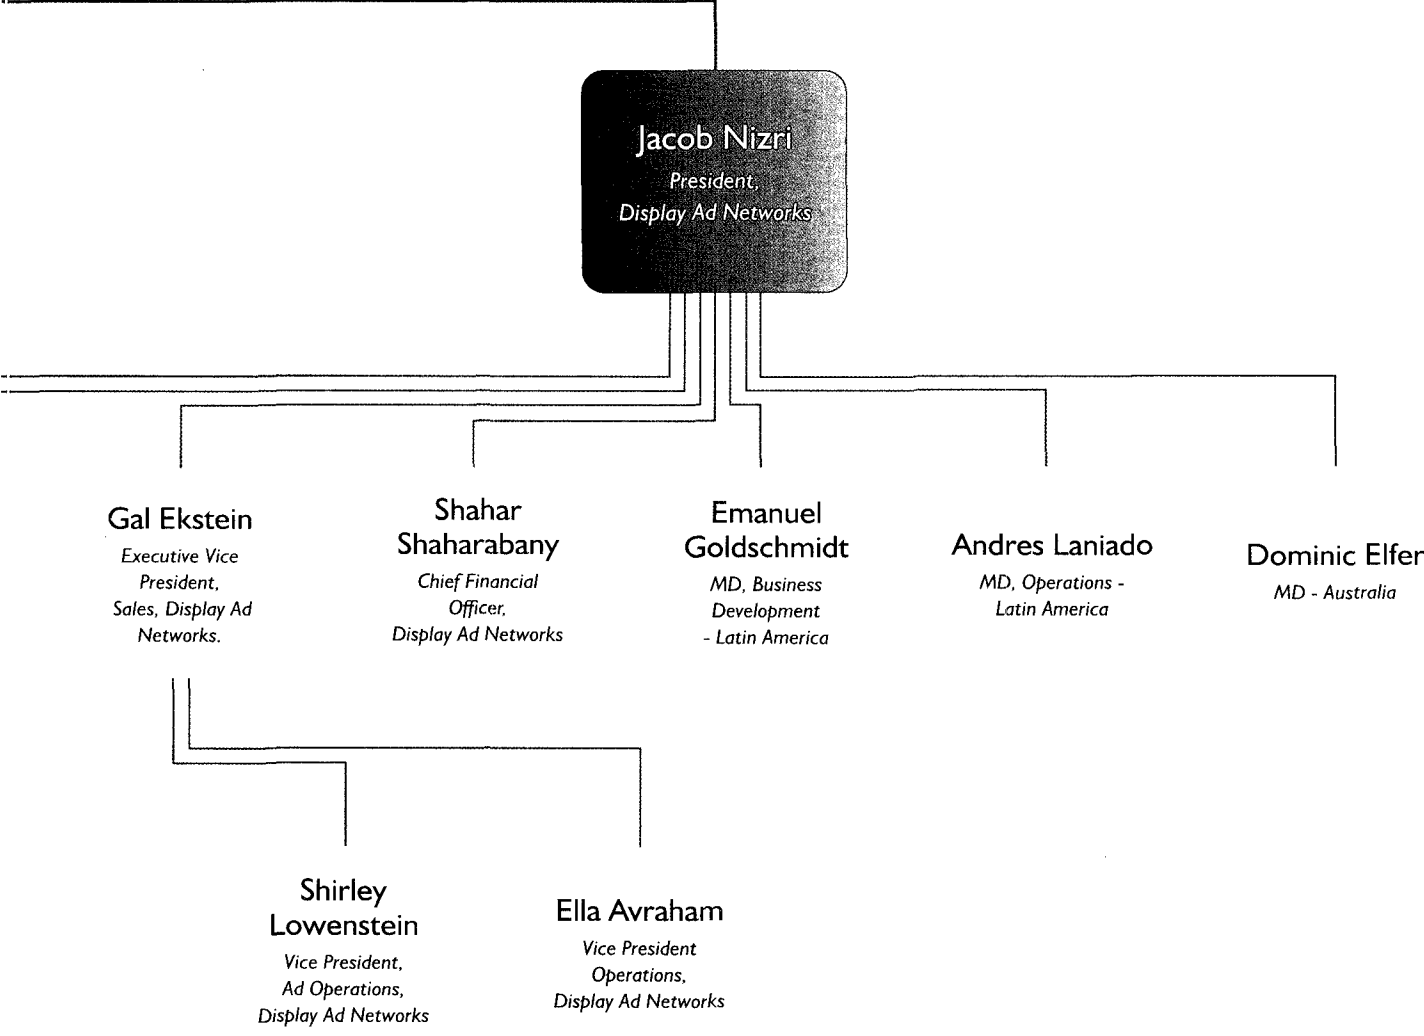 Jacob Nizri
President,
Display Ad Networks
Gal Ekstein
Executive Vice
President,
Sales, Display Ad
Networks.
Shahar
Shaharabany
Chief Financial
Officer,
Display Ad Networks
Emanuel
Goldschmidt
MD, Business
Development
- Latin America
Andres Laniado
MD, Operations -
Latin America
Dominic Elfer
MD - Australia
Shirley
Lowenstein
Vice President,
Ad Operations,
Display Ad Networks
Ella Avraham
Vice President
Operations,
Display Ad Networks